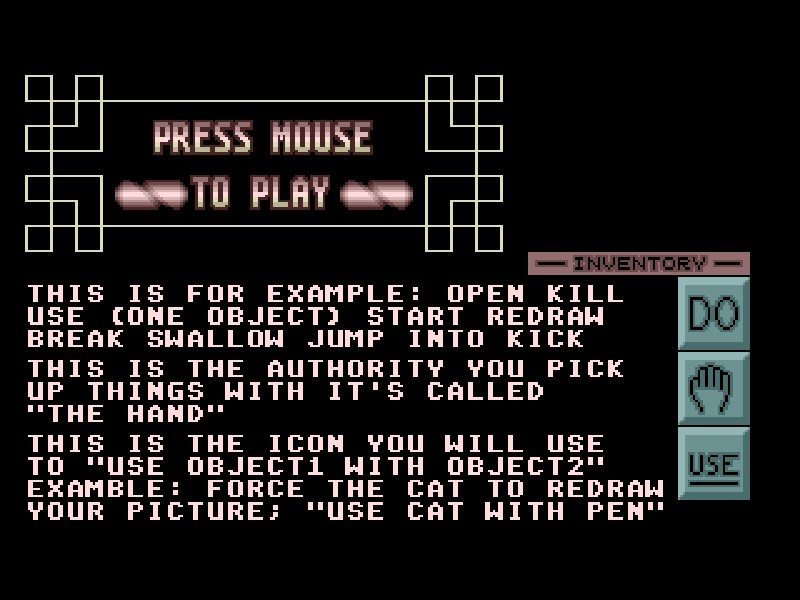 PRESS MOUSE
TO PLAY
INVENTORY
THIS IS FOR EXAMPLE: OPEN KILL
USE (ONE OBJECT) START REDRAW
BREAK SWALLOW JUMP INTO KICK
DO
THIS IS THE AUTHORITY YOU PICK
UP THINGS WITH IT'S CALLED
"THE HAND"
THIS IS THE ICON YOU WILL USE
TO "USE OBJECT1 WITH OBJECT2"
EXAMBLE: FORCE THE CAT TO REDRAW
YOUR PICTURE; "USE CAT WITH PEN"
USE